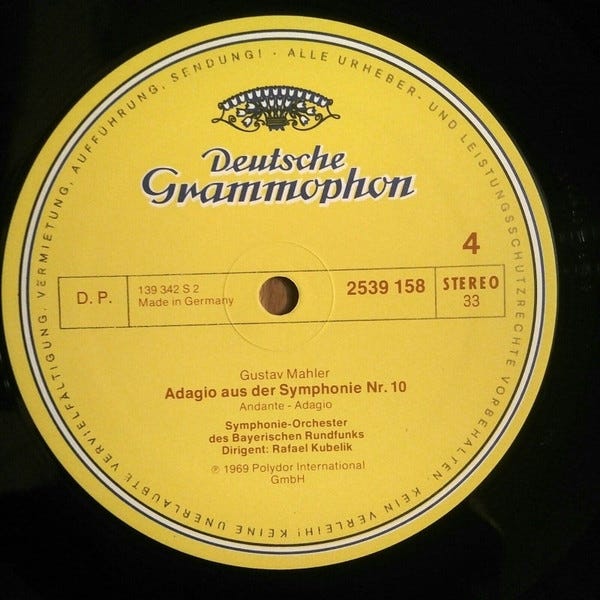 ALLE URHEBER- UND LEISTUNGSSCHUTZRECHTE VORBEHALTEN. KEIN VERLEIH! KEINE UNERLAUBTE VERVIELFÄLTIGUNG, VERMIETUNG, AUFFÜHRUNG, SENDUNG! ·
Deutsche
Grammophon
4
D. P.
139 342 S 2
Made in Germany
2539 158
STEREO
33
Gustav Mahler
Adagio aus der Symphonie Nr. 10
Andante - Adagio
Symphonie-Orchester
des Bayerischen Rundfunks
Dirigent: Rafael Kubelik
℗ 1969 Polydor International
GmbH